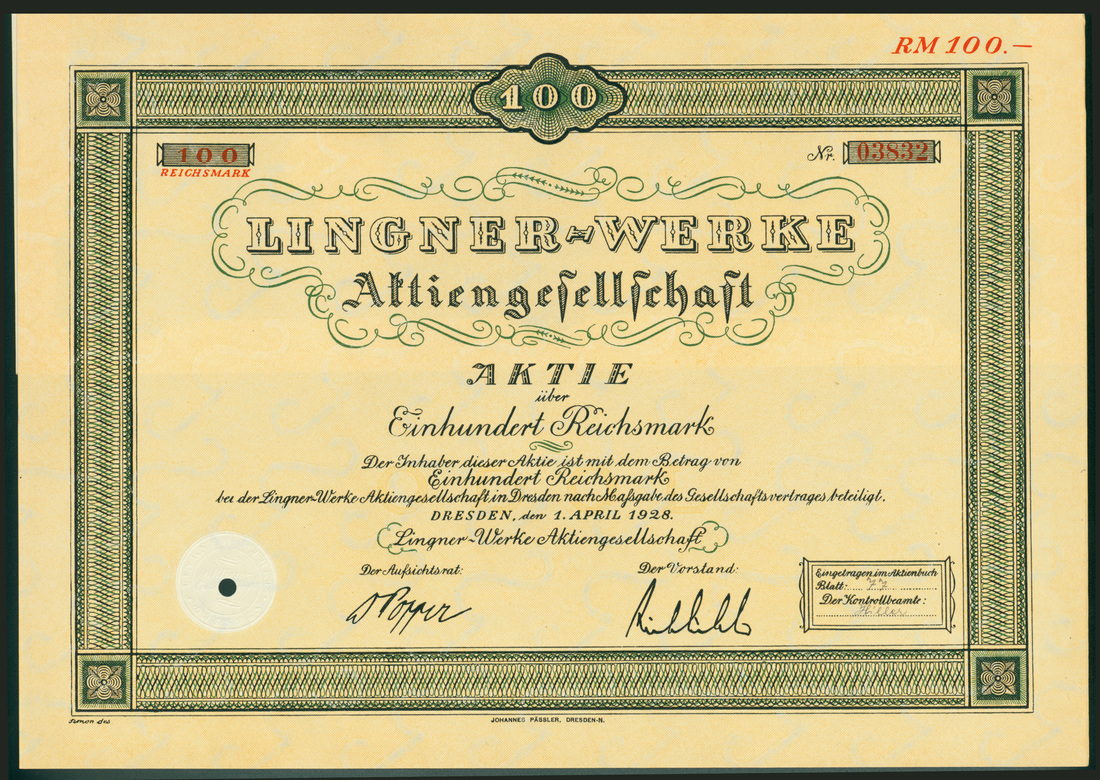 RM 100.—
100
100
REICHSMARK
Nr. 03832
LINGNER-WERKE
Aktiengesellschaft
AKTIE
über
Einhundert Reichsmark
Der Inhaber dieser Aktie ist mit dem Betrag von
Einhundert Reichsmark
bei der Lingner-Werke Aktiengesellschaft in Dresden nach Maßgabe des Gesellschaftsvertrages beteiligt.
DRESDEN, den 1. APRIL 1928.
Lingner-Werke Aktiengesellschaft
Der Aufsichtsrat:
Der Vorstand:
Popper
Eingetragen im Aktienbuch
Blatt: 77
Der Kontrollbeamte:
JOHANNES PÄSSLER, DRESDEN-N.